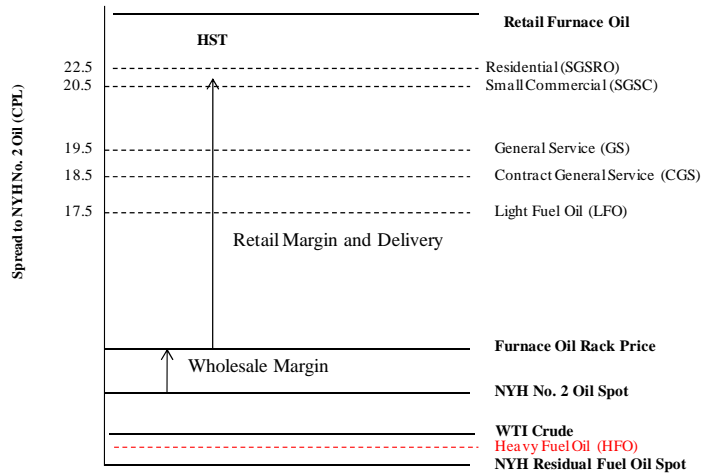 Retail Furnace Oil
HST
22.5 Residential (SGSRO)
20.5 Small Commercial (SGSC)
19.5 General Service (GS)
18.5 Contract General Service (CGS)
17.5 Light Fuel Oil (LFO)
Spread to NYH No. 2 Oil (CPL)
Retail Margin and Delivery
Furnace Oil Rack Price
Wholesale Margin
NYH No. 2 Oil Spot
WTI Crude
Heavy Fuel Oil (HFO)
NYH Residual Fuel Oil Spot